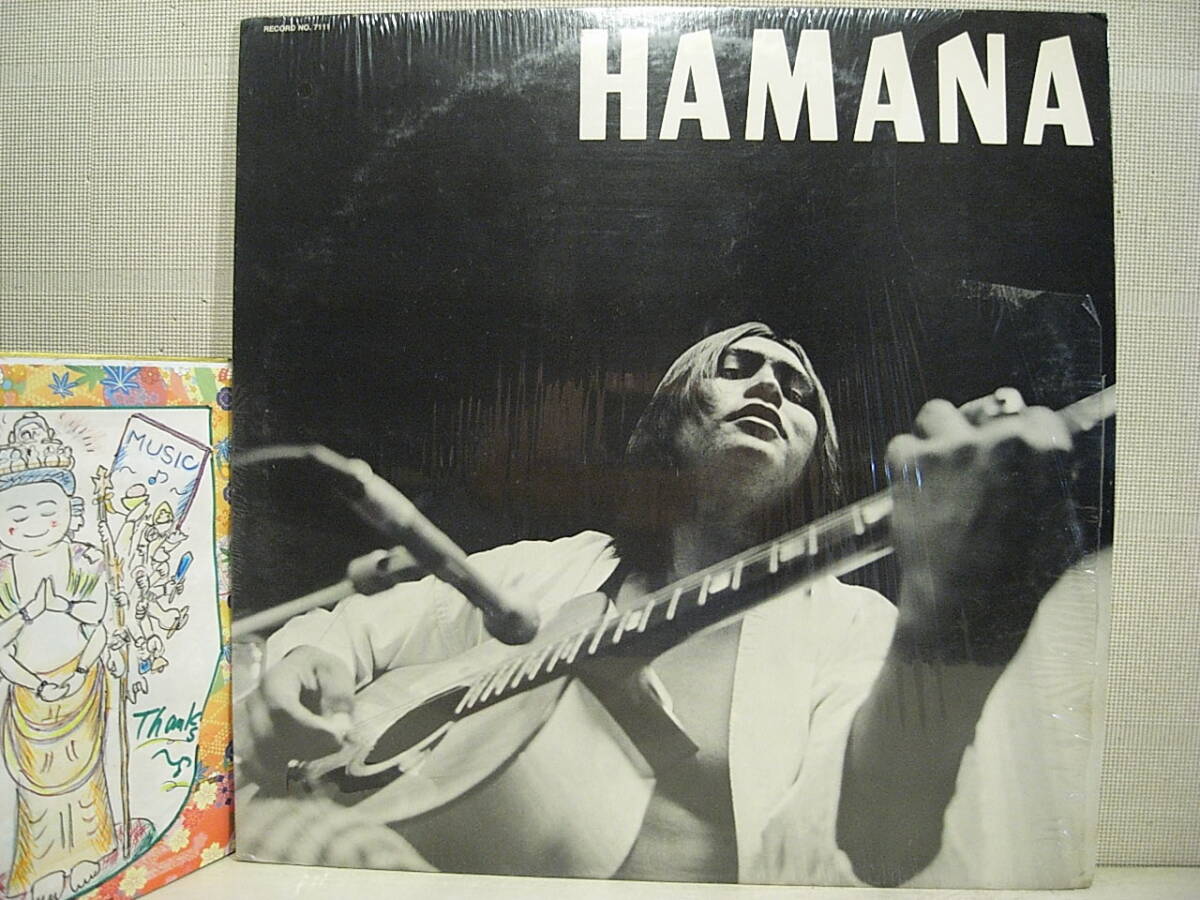 RECORD NO. 7111
HAMANA
MUSIC
Thanks